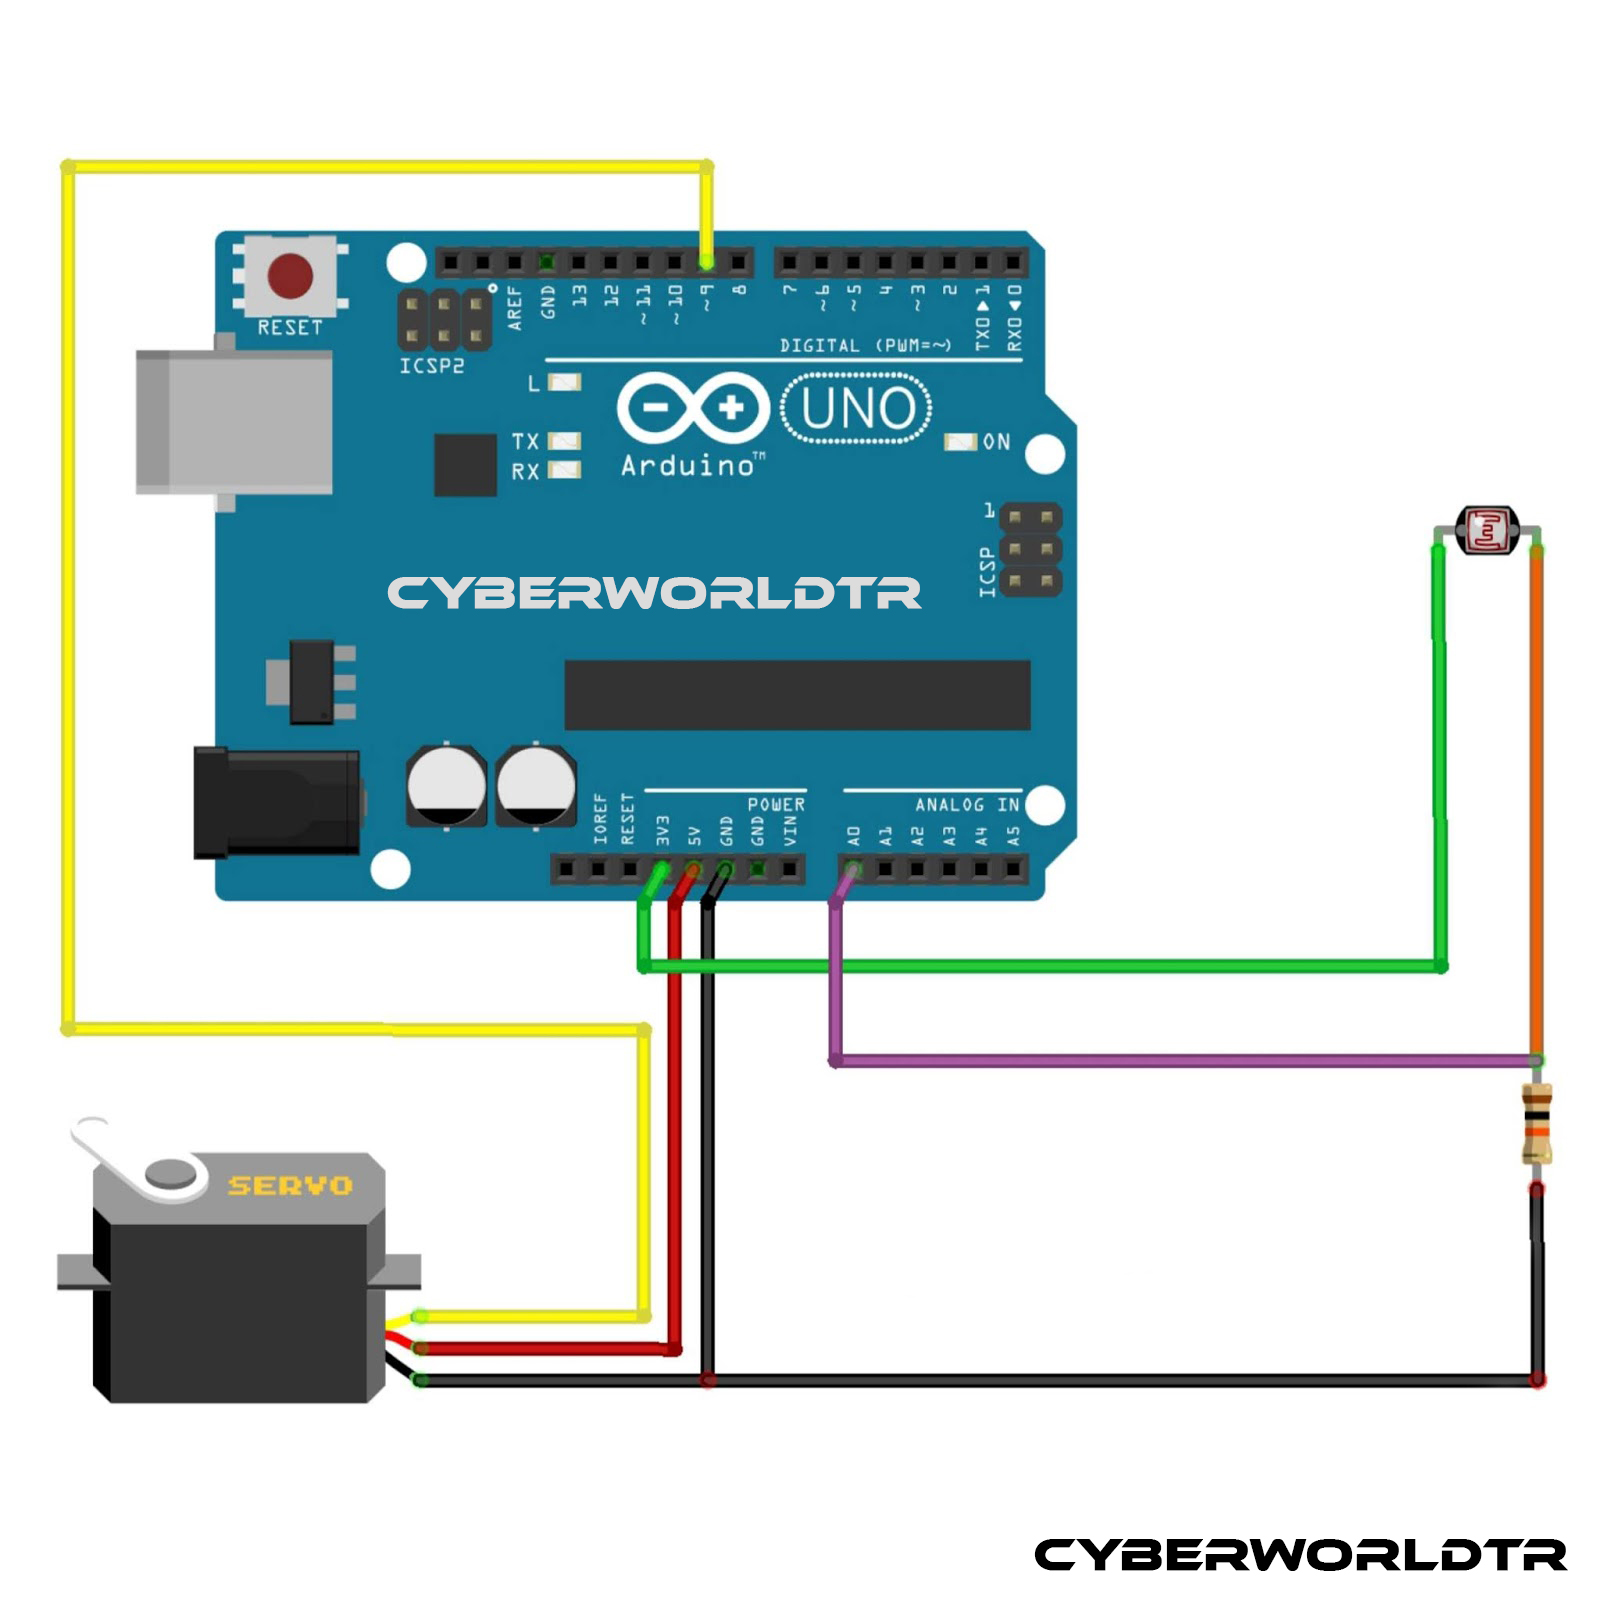 RESET
ICSP2
AREF
GND
13
12
~11
~10
~9
8
7
~6
~5
4
~3
2
TX0▶1
RX0◀0
DIGITAL (PWM=~)
L
TX
RX
UNO
Arduino™
ON
1
ICSP
CYBERWORLDTR
IOREF
RESET
3V3
5V
GND
GND
VIN
POWER
ANALOG IN
A0
A1
A2
A3
A4
A5
SERVO
CYBERWORLDTR